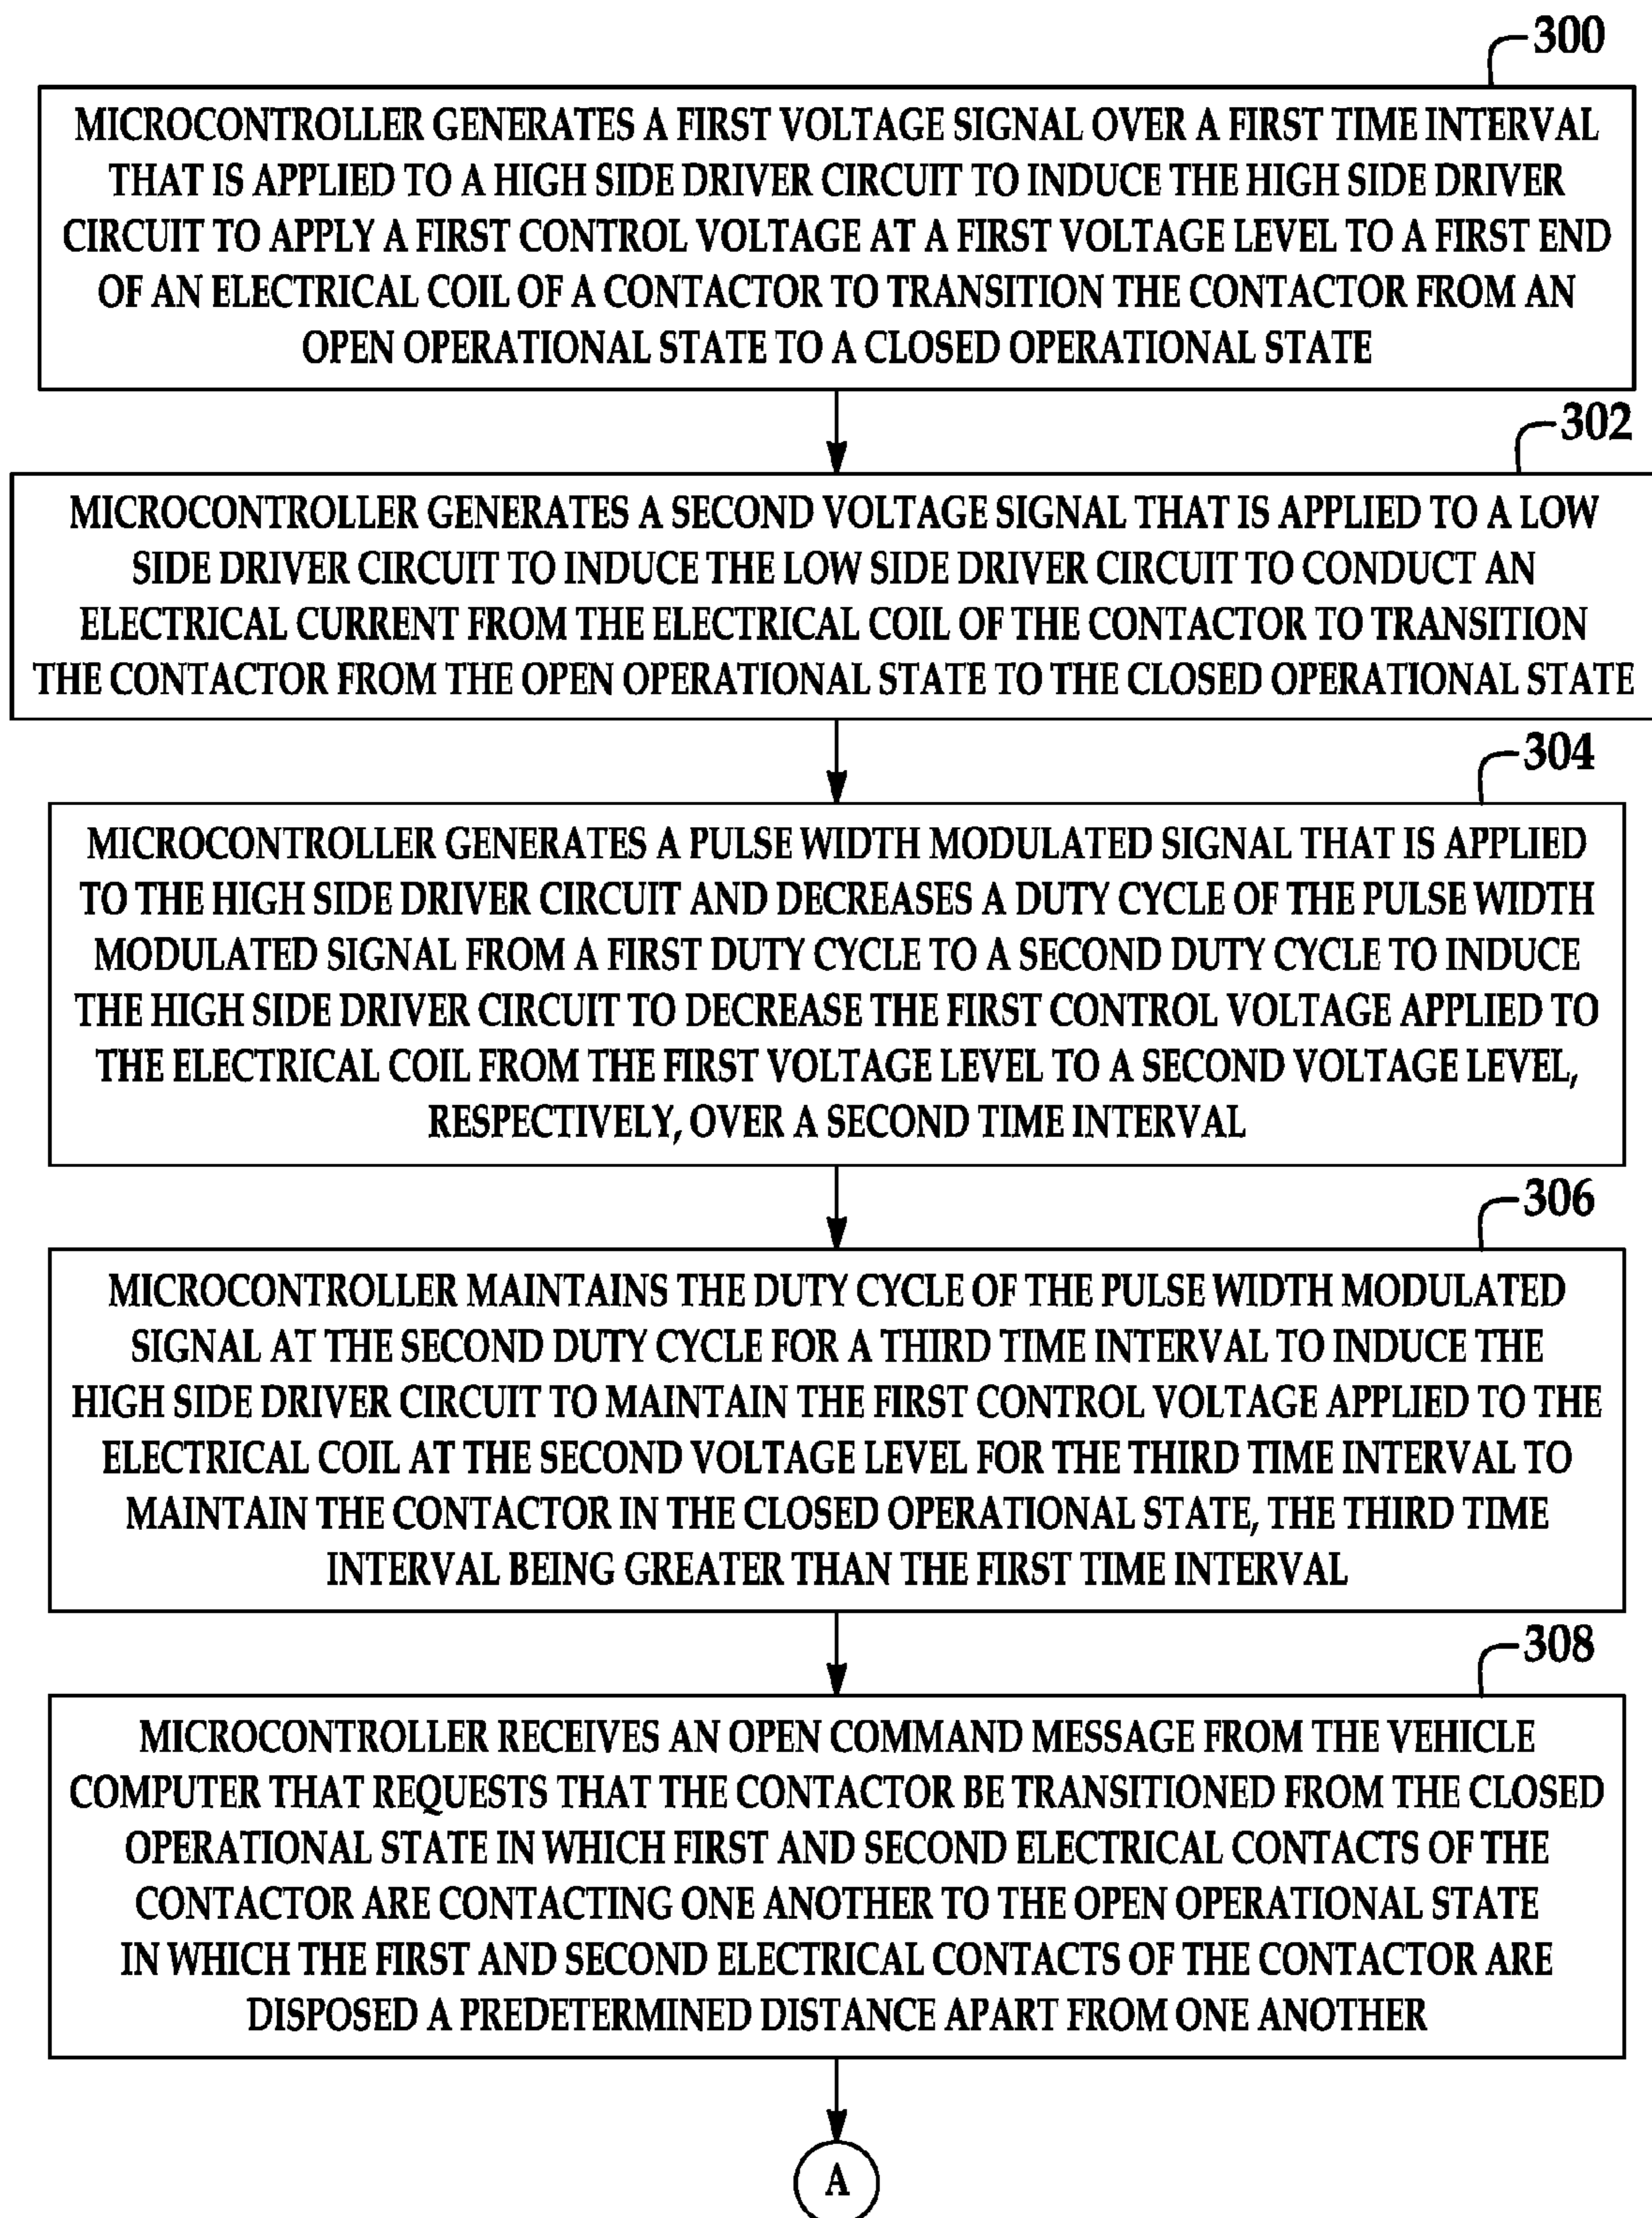 300
MICROCONTROLLER GENERATES A FIRST VOLTAGE SIGNAL OVER A FIRST TIME INTERVAL
THAT IS APPLIED TO A HIGH SIDE DRIVER CIRCUIT TO INDUCE THE HIGH SIDE DRIVER
CIRCUIT TO APPLY A FIRST CONTROL VOLTAGE AT A FIRST VOLTAGE LEVEL TO A FIRST END
OF AN ELECTRICAL COIL OF A CONTACTOR TO TRANSITION THE CONTACTOR FROM AN
OPEN OPERATIONAL STATE TO A CLOSED OPERATIONAL STATE
302
MICROCONTROLLER GENERATES A SECOND VOLTAGE SIGNAL THAT IS APPLIED TO A LOW
SIDE DRIVER CIRCUIT TO INDUCE THE LOW SIDE DRIVER CIRCUIT TO CONDUCT AN
ELECTRICAL CURRENT FROM THE ELECTRICAL COIL OF THE CONTACTOR TO TRANSITION
THE CONTACTOR FROM THE OPEN OPERATIONAL STATE TO THE CLOSED OPERATIONAL STATE
304
MICROCONTROLLER GENERATES A PULSE WIDTH MODULATED SIGNAL THAT IS APPLIED
TO THE HIGH SIDE DRIVER CIRCUIT AND DECREASES A DUTY CYCLE OF THE PULSE WIDTH
MODULATED SIGNAL FROM A FIRST DUTY CYCLE TO A SECOND DUTY CYCLE TO INDUCE
THE HIGH SIDE DRIVER CIRCUIT TO DECREASE THE FIRST CONTROL VOLTAGE APPLIED TO
THE ELECTRICAL COIL FROM THE FIRST VOLTAGE LEVEL TO A SECOND VOLTAGE LEVEL,
RESPECTIVELY, OVER A SECOND TIME INTERVAL
306
MICROCONTROLLER MAINTAINS THE DUTY CYCLE OF THE PULSE WIDTH MODULATED
SIGNAL AT THE SECOND DUTY CYCLE FOR A THIRD TIME INTERVAL TO INDUCE THE
HIGH SIDE DRIVER CIRCUIT TO MAINTAIN THE FIRST CONTROL VOLTAGE APPLIED TO THE
ELECTRICAL COIL AT THE SECOND VOLTAGE LEVEL FOR THE THIRD TIME INTERVAL TO
MAINTAIN THE CONTACTOR IN THE CLOSED OPERATIONAL STATE, THE THIRD TIME
INTERVAL BEING GREATER THAN THE FIRST TIME INTERVAL
308
MICROCONTROLLER RECEIVES AN OPEN COMMAND MESSAGE FROM THE VEHICLE
COMPUTER THAT REQUESTS THAT THE CONTACTOR BE TRANSITIONED FROM THE CLOSED
OPERATIONAL STATE IN WHICH FIRST AND SECOND ELECTRICAL CONTACTS OF THE
CONTACTOR ARE CONTACTING ONE ANOTHER TO THE OPEN OPERATIONAL STATE
IN WHICH THE FIRST AND SECOND ELECTRICAL CONTACTS OF THE CONTACTOR ARE
DISPOSED A PREDETERMINED DISTANCE APART FROM ONE ANOTHER
A